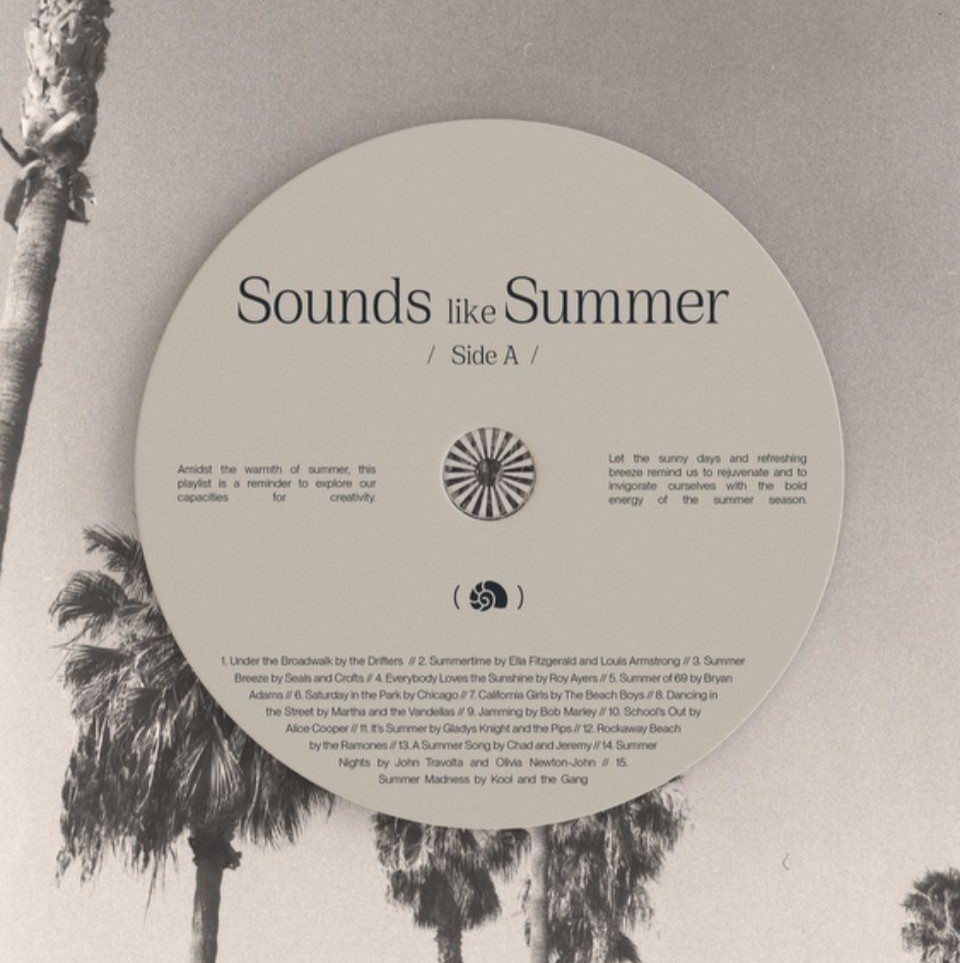 Sounds like Summer
/ Side A /
Amidst the warmth of summer, this
playlist is a reminder to explore our
capacities for creativity.
Let the sunny days and refreshing
breeze remind us to rejuvenate and to
invigorate ourselves with the bold
energy of the summer season.
( )
1. Under the Broadwalk by the Drifters // 2. Summertime by Ella Fitzgerald and Louis Armstrong // 3. Summer
Breeze by Seals and Crofts // 4. Everybody Loves the Sunshine by Roy Ayers // 5. Summer of 69 by Bryan
Adams // 6. Saturday in the Park by Chicago // 7. California Girls by The Beach Boys // 8. Dancing in
the Street by Martha and the Vandellas // 9. Jamming by Bob Marley // 10. School's Out by
Alice Cooper // 11. It's Summer by Gladys Knight and the Pips // 12. Rockaway Beach
by the Ramones // 13. A Summer Song by Chad and Jeremy // 14. Summer
Nights by John Travolta and Olivia Newton-John // 15.
Summer Madness by Kool and the Gang